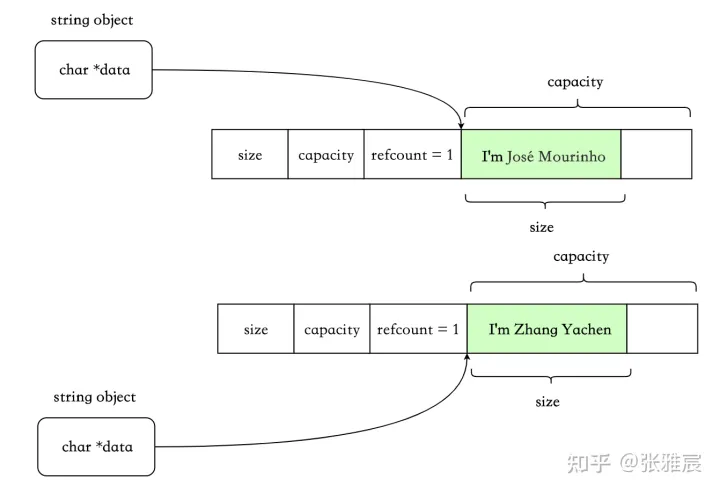 string object
char *data
capacity
size
capacity
refcount = 1
I'm José Mourinho
size
capacity
size
capacity
refcount = 1
I'm Zhang Yachen
size
string object
char *data
知乎 @张雅宸